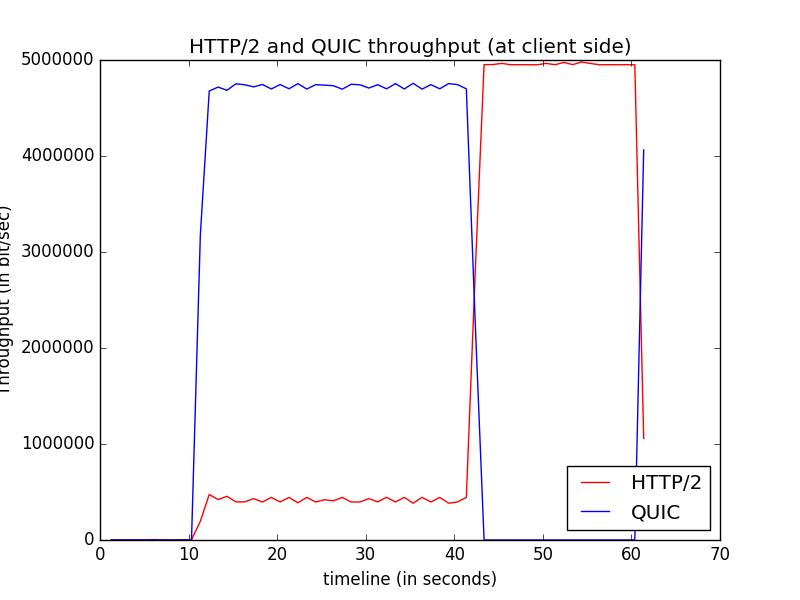 HTTP/2 and QUIC throughput (at client side)
5000000
4000000
3000000
2000000
1000000
0
Throughput (in bit/sec)
0 10 20 30 40 50 60 70
timeline (in seconds)
HTTP/2
QUIC